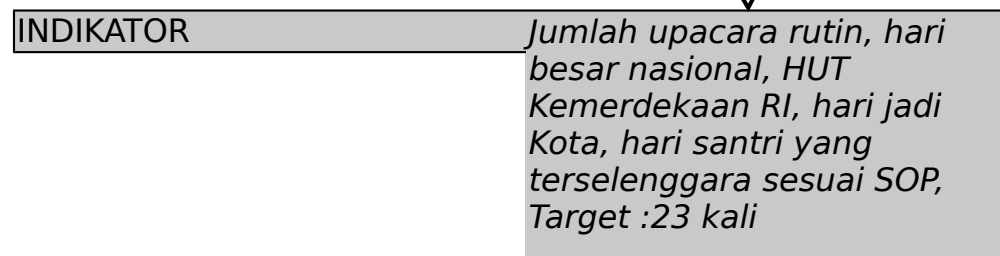 INDIKATOR
Jumlah upacara rutin, hari
besar nasional, HUT
Kemerdekaan RI, hari jadi
Kota, hari santri yang
terselenggara sesuai SOP,
Target :23 kali